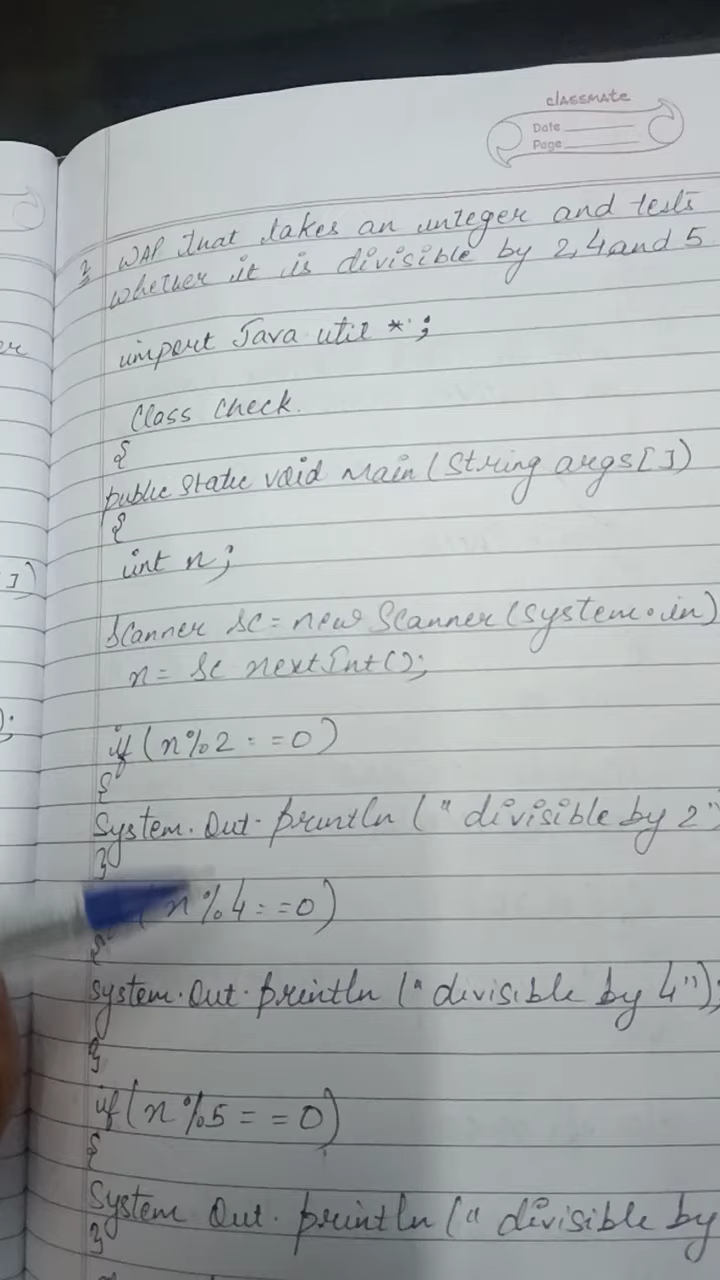 classmate
Date
Page
3 WAP that takes an integer and tests
whether it is divisible by 2,4 and 5
import Java util *;
Class Check.
{
public static void main (String args[])
{
int n;
Scanner sc = new Scanner (System.in)
n = sc nextInt();
if (n%2 = =0)
{
System.Out.println (" divisible by 2"
}
(n%4 = =0)
{
System.Out.println (" divisible by 4");
}
if (n%5 = =0)
{
System Out. println (" divisible by
}